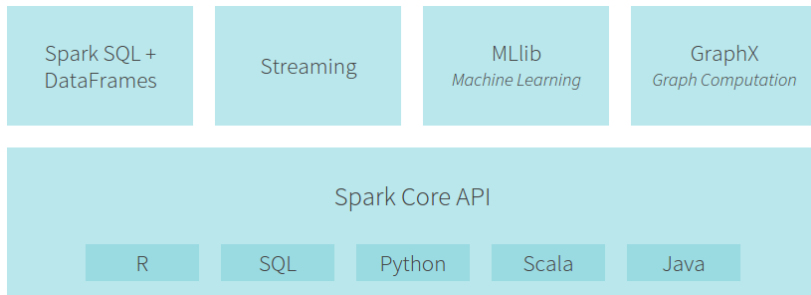 Spark SQL +
DataFrames
Streaming
MLlib
Machine Learning
GraphX
Graph Computation
Spark Core API
R
SQL
Python
Scala
Java